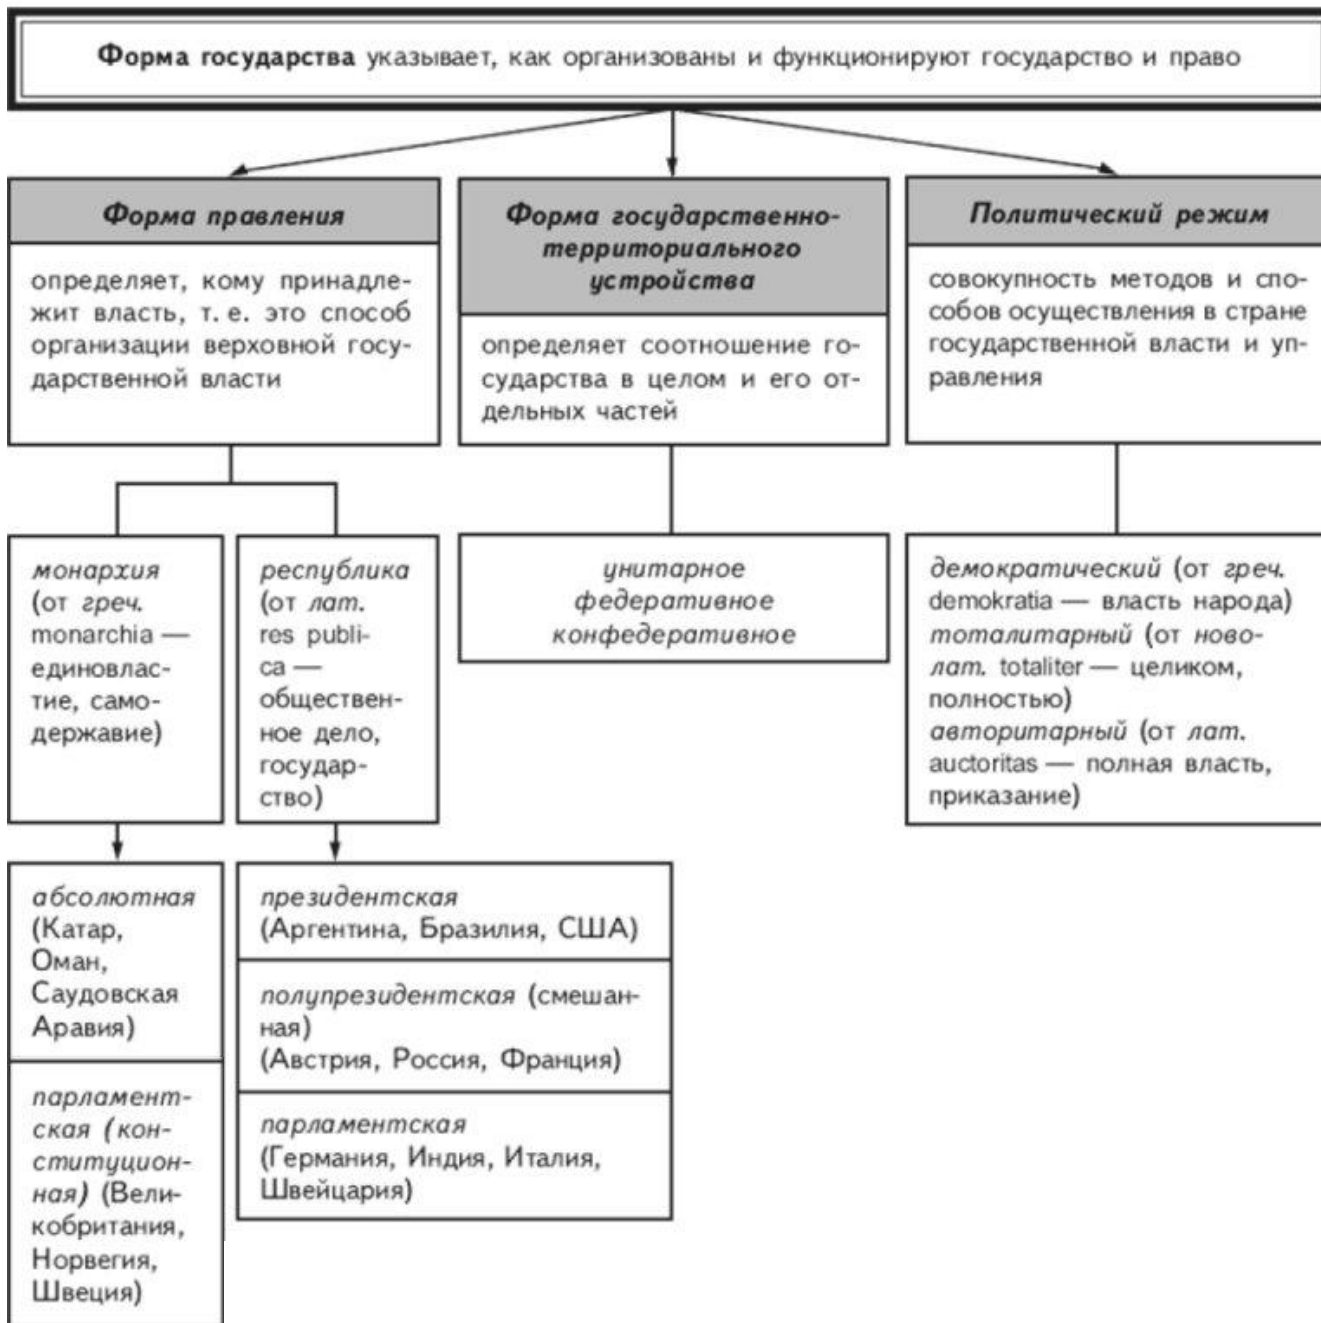 Форма государства указывает, как организованы и функционируют государство и право
Форма правления
определяет, кому принадле-
жит власть, т. е. это способ
организации верховной госу-
дарственной власти
Форма государственно-
территориального
устройства
определяет соотношение го-
сударства в целом и его от-
дельных частей
Политический режим
совокупность методов и спо-
собов осуществления в стране
государственной власти и уп-
равления
монархия
(от греч.
monarchia —
единовлас-
тие, само-
державие)
республика
(от лат.
res publi-
ca —
обществен-
ное дело,
государ-
ство)
унитарное
федеративное
конфедеративное
демократический (от греч.
demokratia — власть народа)
тоталитарный (от ново-
лат. totaliter — целиком,
полностью)
авторитарный (от лат.
auctoritas — полная власть,
приказание)
абсолютная
(Катар,
Оман,
Саудовская
Аравия)
парламент-
ская (кон-
ституцион-
ная) (Вели-
кобритания,
Норвегия,
Швеция)
президентская
(Аргентина, Бразилия, США)
полупрезидентская (смешан-
ная)
(Австрия, Россия, Франция)
парламентская
(Германия, Индия, Италия,
Швейцария)